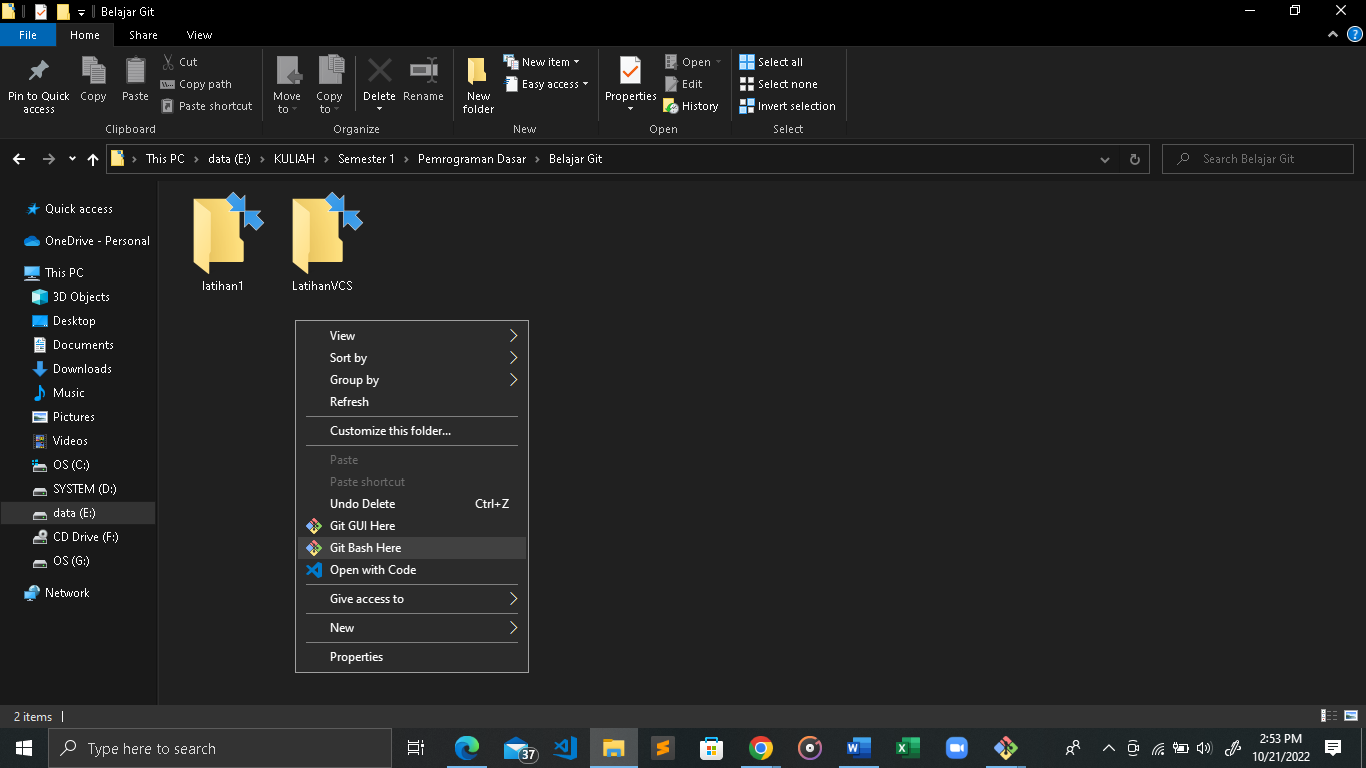 Belajar Git
File Home Share View
Pin to Quick access
Copy
Paste
Cut
Copy path
Paste shortcut
Clipboard
Move to
Copy to
Delete
Rename
Organize
New folder
New item
Easy access
New
Properties
Open
Edit
History
Open
Select all
Select none
Invert selection
Select
This PC > data (E:) > KULIAH > Semester 1 > Pemrograman Dasar > Belajar Git
Search Belajar Git
Quick access
OneDrive - Personal
This PC
3D Objects
Desktop
Documents
Downloads
Music
Pictures
Videos
OS (C:)
SYSTEM (D:)
data (E:)
CD Drive (F:)
OS (G:)
Network
latihan1
LatihanVCS
View
Sort by
Group by
Refresh
Customize this folder...
Paste
Paste shortcut
Undo Delete Ctrl+Z
Git GUI Here
Git Bash Here
Open with Code
Give access to
New
Properties
2 items
Type here to search
37
2:53 PM
10/21/2022